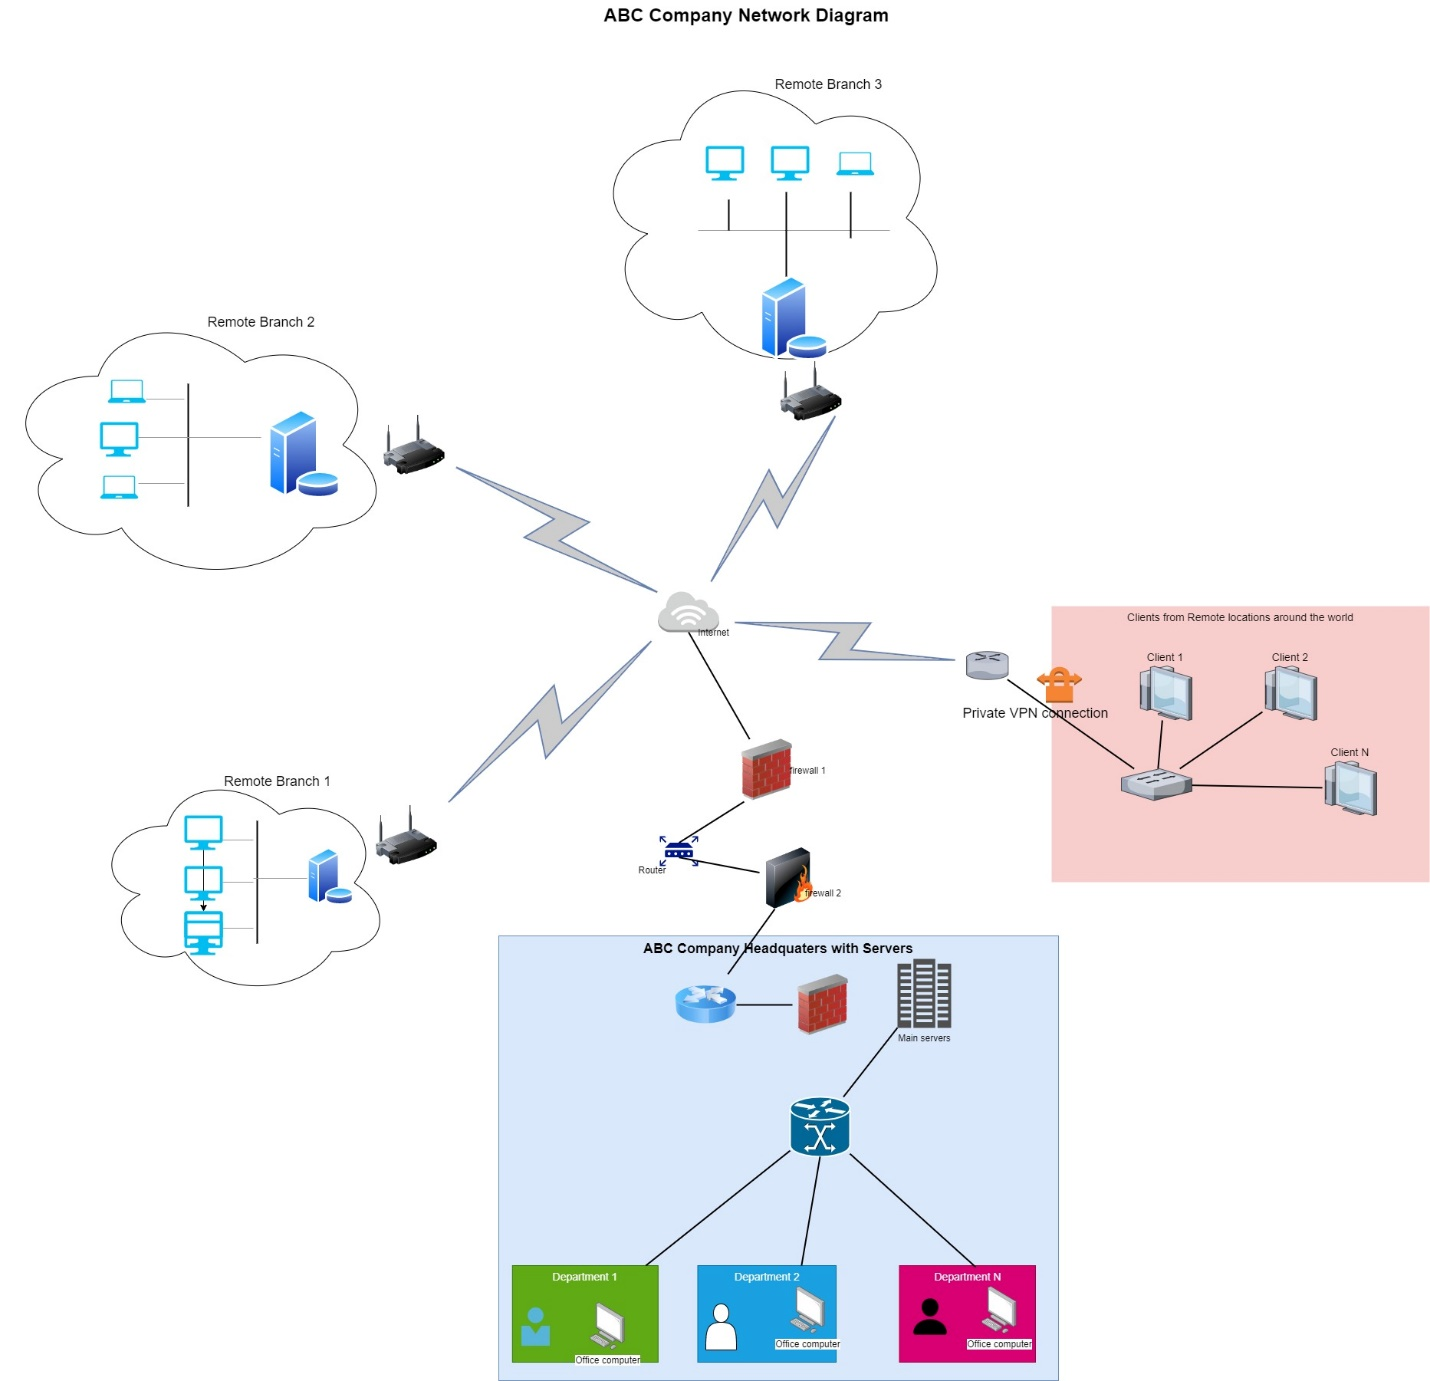 ABC Company Network Diagram
Remote Branch 3
Remote Branch 2
Internet
Clients from Remote locations around the world
Client 1
Client 2
Private VPN connection
Client N
firewall 1
Remote Branch 1
Router
firewall 2
ABC Company Headquaters with Servers
Main servers
Department 1
Department 2
Department N
Office computer
Office computer
Office computer